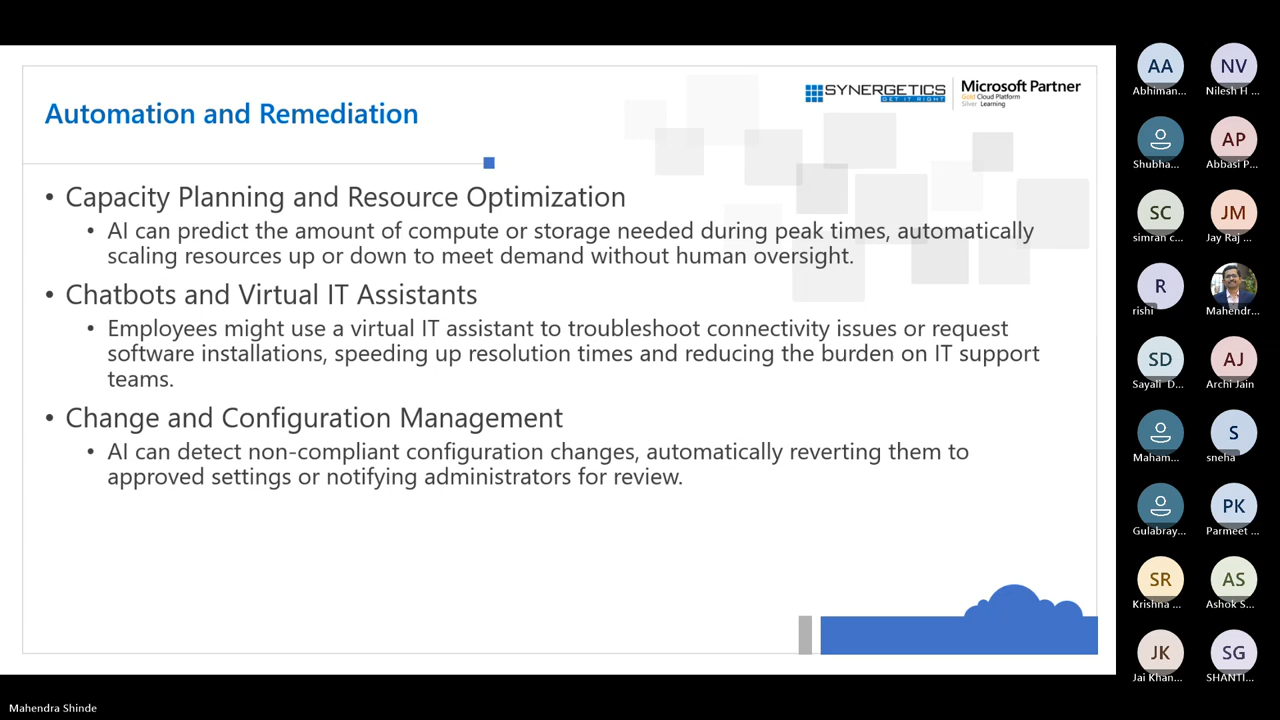 SYNERGETICS
GET IT RIGHT
Microsoft Partner
Gold Cloud Platform
Silver Learning
Automation and Remediation
• Capacity Planning and Resource Optimization
• AI can predict the amount of compute or storage needed during peak times, automatically
scaling resources up or down to meet demand without human oversight.
• Chatbots and Virtual IT Assistants
• Employees might use a virtual IT assistant to troubleshoot connectivity issues or request
software installations, speeding up resolution times and reducing the burden on IT support
teams.
• Change and Configuration Management
• AI can detect non-compliant configuration changes, automatically reverting them to
approved settings or notifying administrators for review.
AA
Abhiman...
NV
Nilesh H ...
Shubha...
AP
Abbasi P...
SC
simran c...
JM
Jay Raj ...
R
rishi
Mahendr...
SD
Sayali D...
AJ
Archi Jain
Maham...
S
sneha
Gulabray...
PK
Parmeet ...
SR
Krishna ...
AS
Ashok S...
JK
Jai Khan...
SG
SHANTI...
Mahendra Shinde